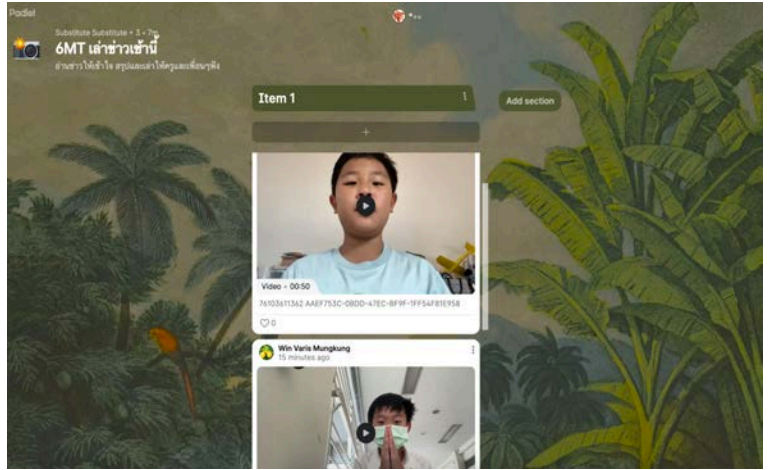 Padlet
Substitute Substitute • 3 • 7m
6MT เล่าข่าวเช้านี้
อ่านข่าวให้เข้าใจ สรุปและเล่าให้ครูและเพื่อนๆฟัง
Item 1
Add section
Video • 00:50
76103611362 AAEF753C-0BDD-47EC-BF9F-1FF54F81E958
0
Win Varis Mungkung
15 minutes ago